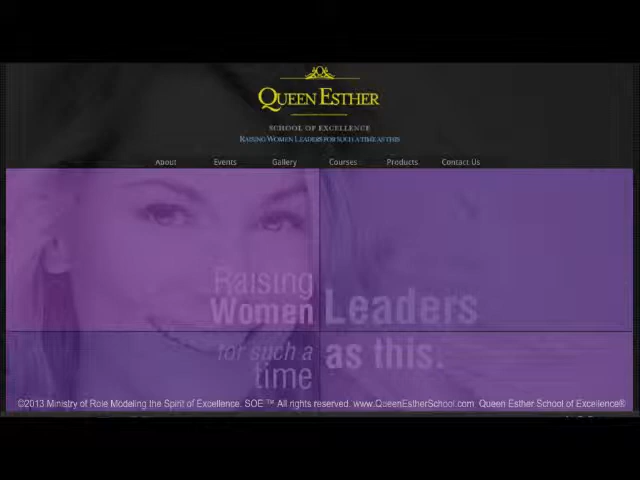 QUEEN ESTHER
SCHOOL OF EXCELLENCE
RAISING WOMEN LEADERS FOR SUCH A TIME AS THIS
About Events Gallery Courses Products Contact Us
Raising
Women Leaders
for such a as this.
time
©2013 Ministry of Role Modeling the Spirit of Excellence. SOE ™ All rights reserved. www.QueenEstherSchool.com Queen Esther School of Excellence®